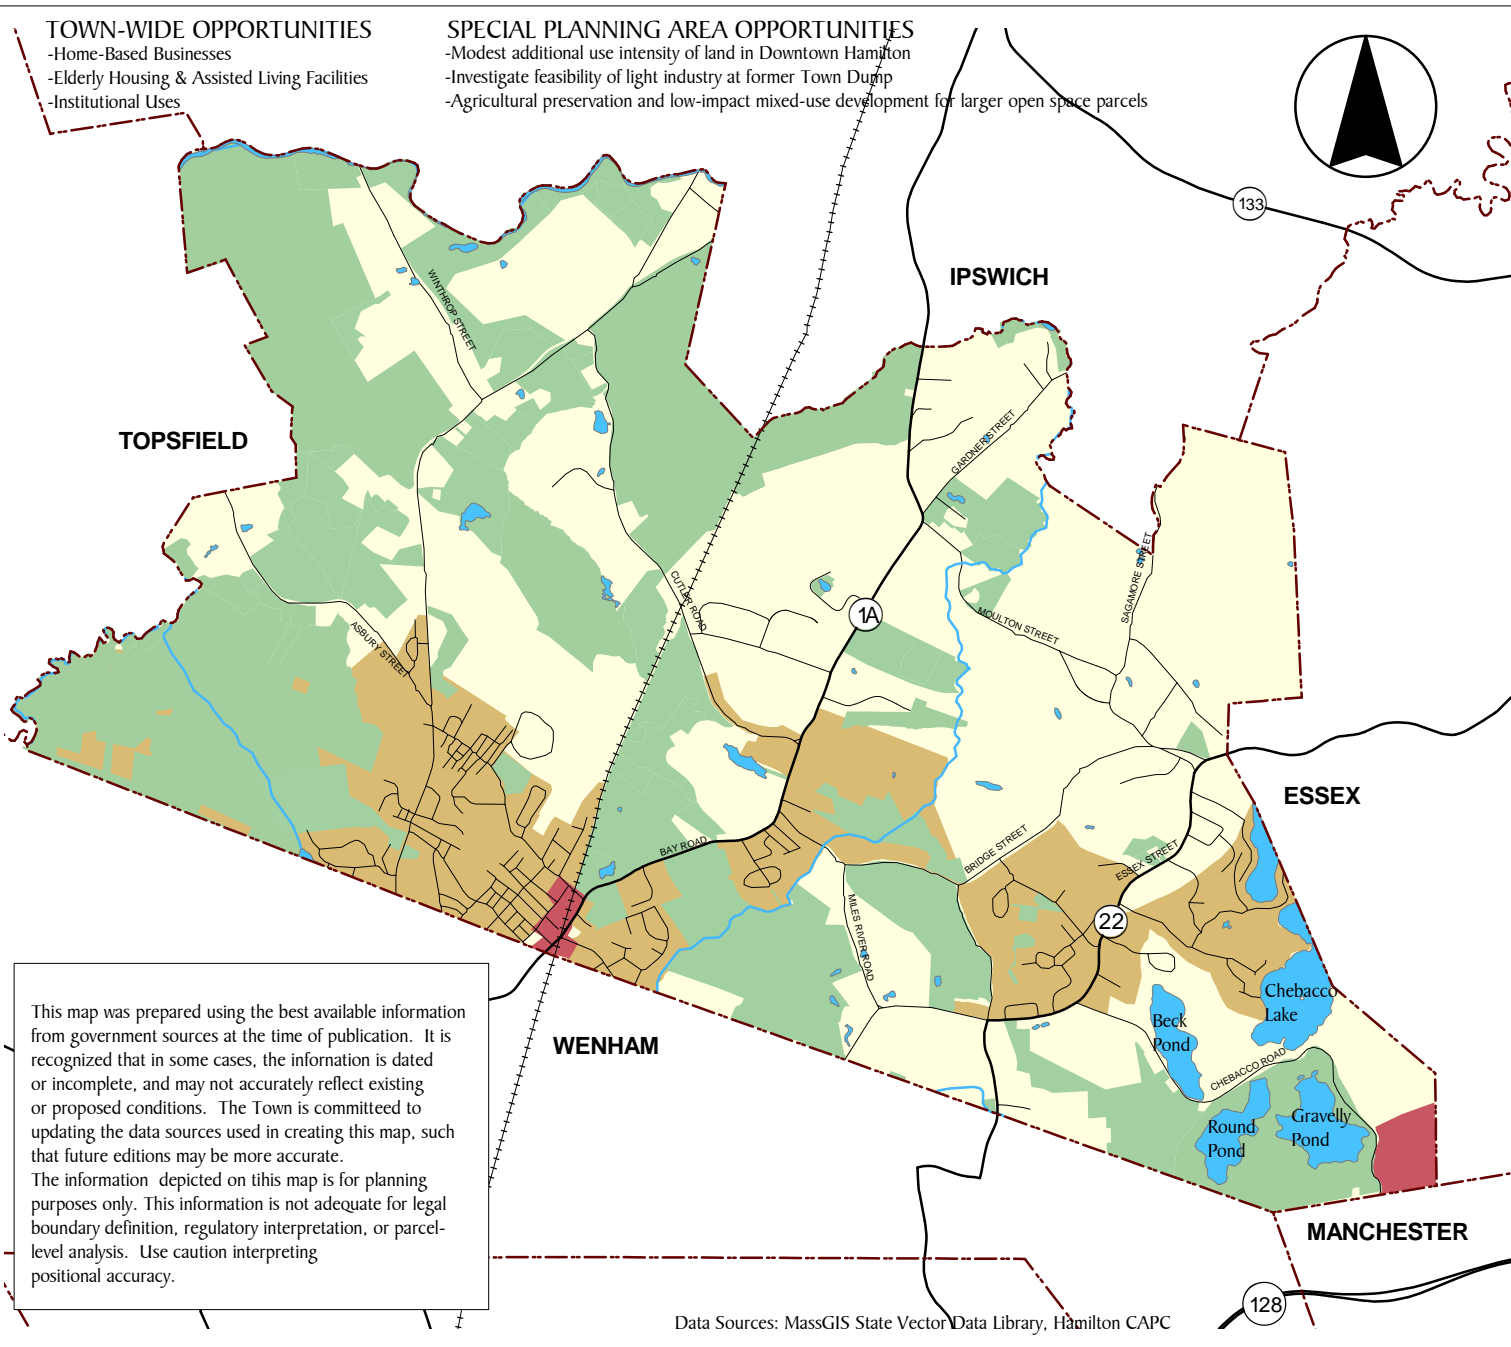 TOWN-WIDE OPPORTUNITIES
-Home-Based Businesses
-Elderly Housing & Assisted Living Facilities
-Institutional Uses
SPECIAL PLANNING AREA OPPORTUNITIES
-Modest additional use intensity of land in Downtown Hamilton
-Investigate feasibility of light industry at former Town Dump
-Agricultural preservation and low-impact mixed-use development for larger open space parcels
133
IPSWICH
WINTHROP STREET
TOPSFIELD
GARDNER STREET
SAGAMORE STREET
CUTLER ROAD
1A
MOULTON STREET
ASBURY STREET
ESSEX
BAY ROAD
BRIDGE STREET
ESSEX STREET
MILES RIVER ROAD
22
Chebacco
Lake
Beck
Pond
WENHAM
CHEBACCO ROAD
Round
Pond
Gravelly
Pond
MANCHESTER
128
This map was prepared using the best available information
from government sources at the time of publication. It is
recognized that in some cases, the infornation is dated
or incomplete, and may not accurately reflect existing
or proposed conditions. The Town is committeed to
updating the data sources used in creating this map, such
that future editions may be more accurate.
The information depicted on tihis map is for planning
purposes only. This information is not adequate for legal
boundary definition, regulatory interpretation, or parcel-
level analysis. Use caution interpreting
positional accuracy.
Data Sources: MassGIS State Vector Data Library, Hamilton CAPC